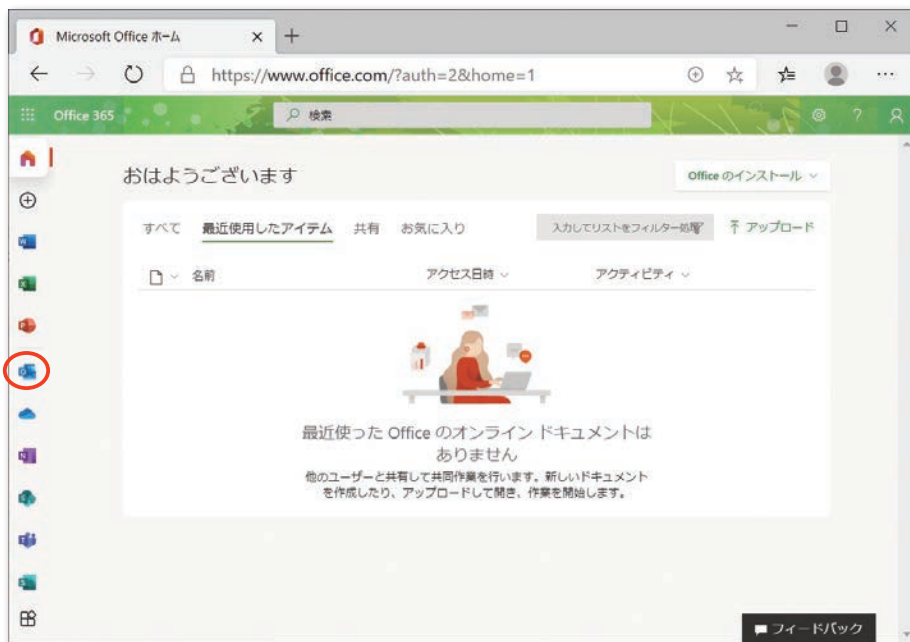 Microsoft Office ホーム
https://www.office.com/?auth=2&home=1
Office 365
検索
おはようございます
Office のインストール
すべて 最近使用したアイテム 共有 お気に入り 入力してリストをフィルター処理 アップロード
名前 アクセス日時 アクティビティ
最近使った Office のオンライン ドキュメントは
ありません
他のユーザーと共有して共同作業を行います。新しいドキュメント
を作成したり、アップロードして開き、作業を開始します。
フィードバック